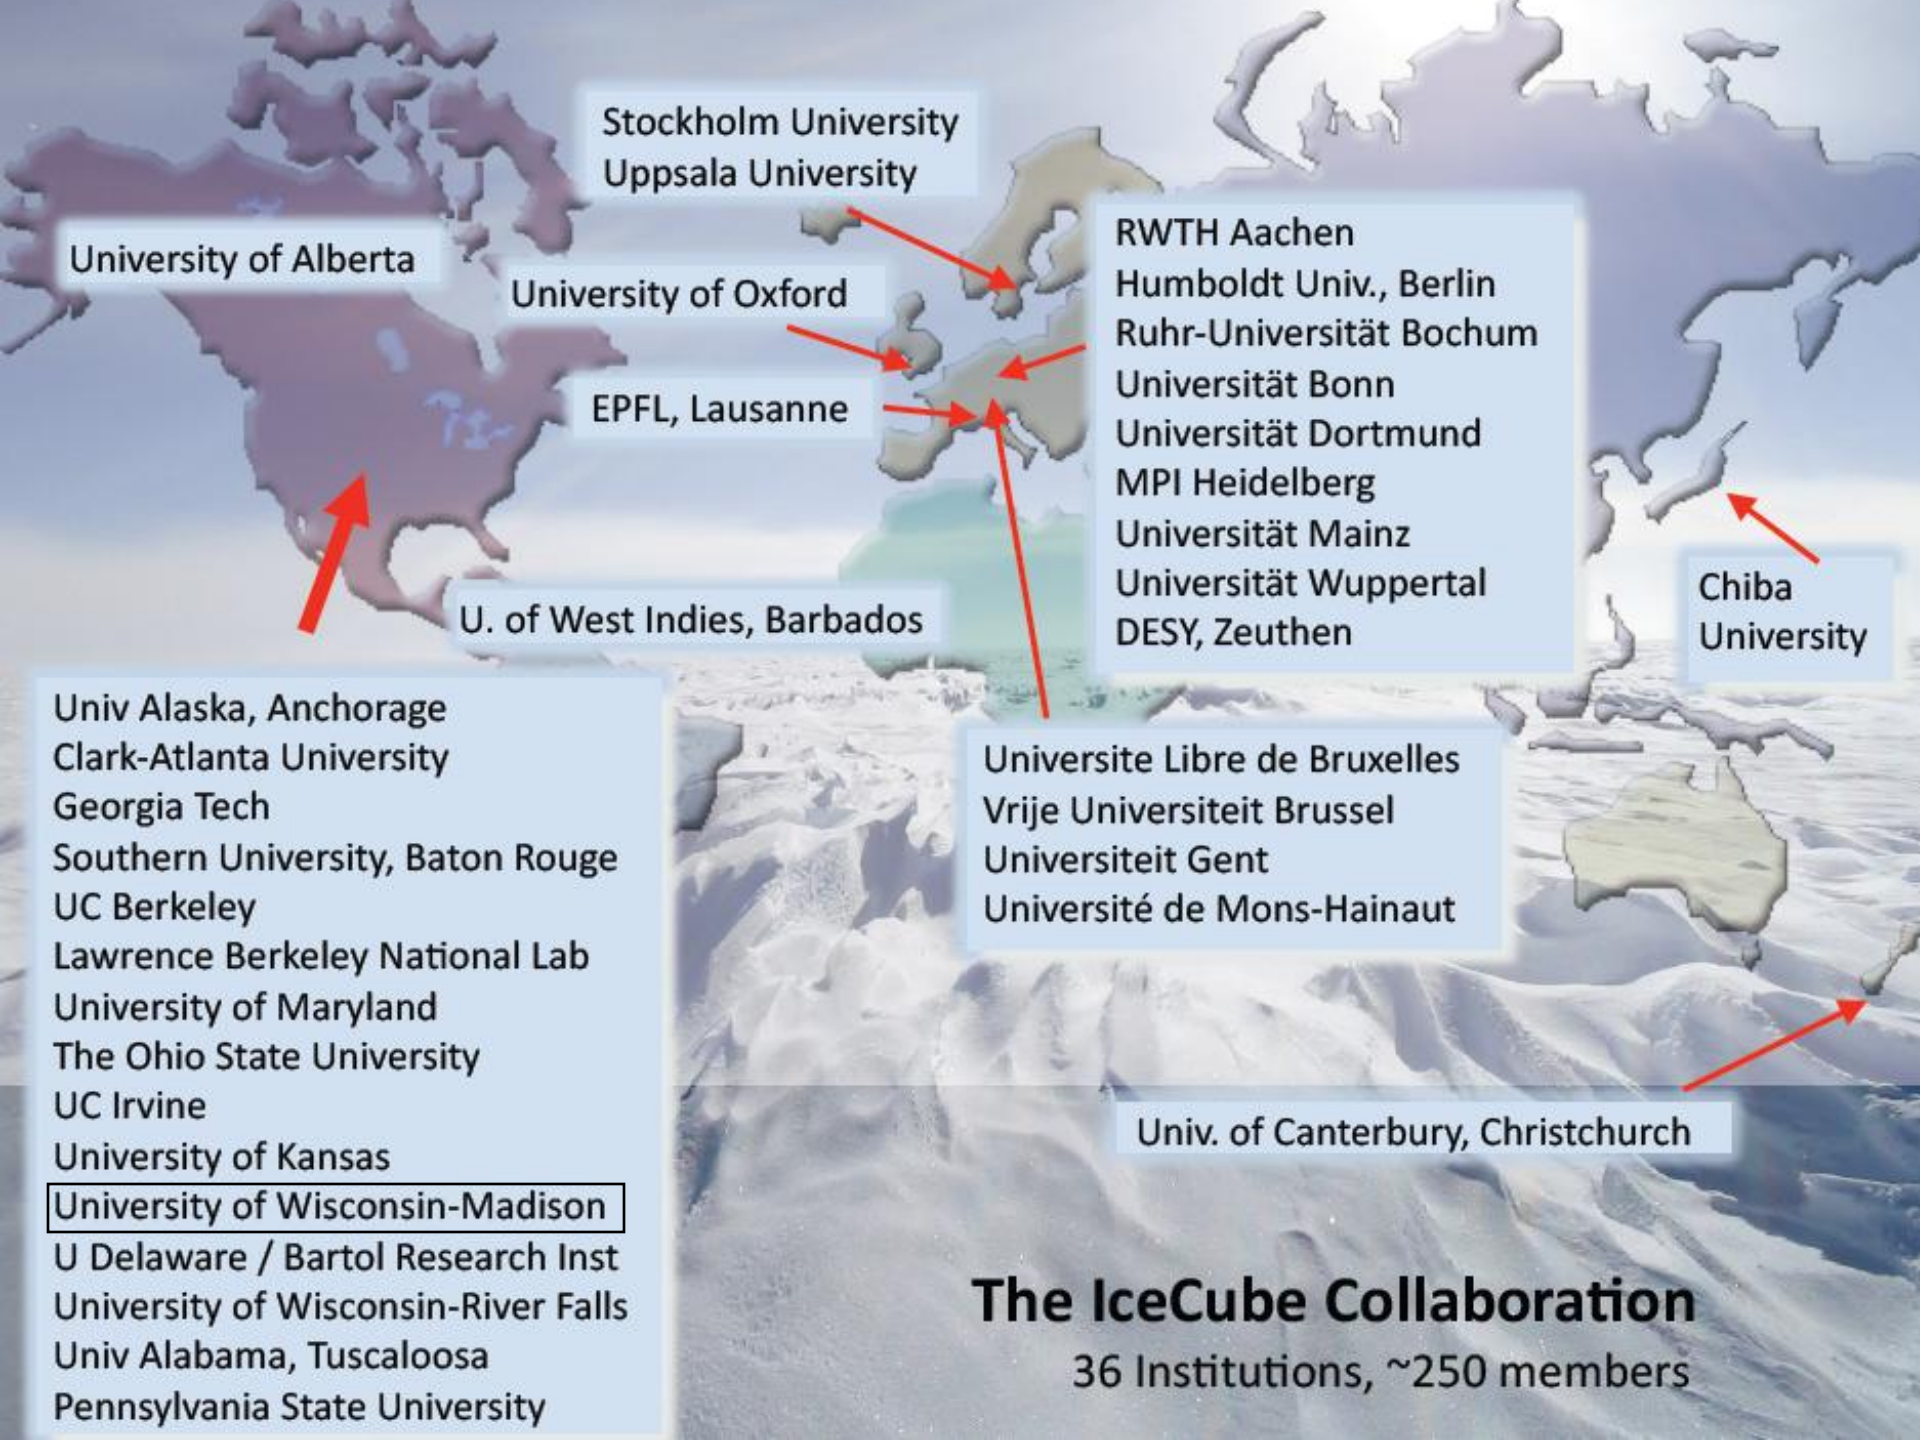 Stockholm University
Uppsala University
University of Alberta
University of Oxford
EPFL, Lausanne
RWTH Aachen
Humboldt Univ., Berlin
Ruhr-Universität Bochum
Universität Bonn
Universität Dortmund
MPI Heidelberg
Universität Mainz
Universität Wuppertal
DESY, Zeuthen
Chiba
University
U. of West Indies, Barbados
Univ Alaska, Anchorage
Clark-Atlanta University
Georgia Tech
Southern University, Baton Rouge
UC Berkeley
Lawrence Berkeley National Lab
University of Maryland
The Ohio State University
UC Irvine
University of Kansas
University of Wisconsin-Madison
U Delaware / Bartol Research Inst
University of Wisconsin-River Falls
Univ Alabama, Tuscaloosa
Pennsylvania State University
Universite Libre de Bruxelles
Vrije Universiteit Brussel
Universiteit Gent
Université de Mons-Hainaut
Univ. of Canterbury, Christchurch
The IceCube Collaboration
36 Institutions, ~250 members